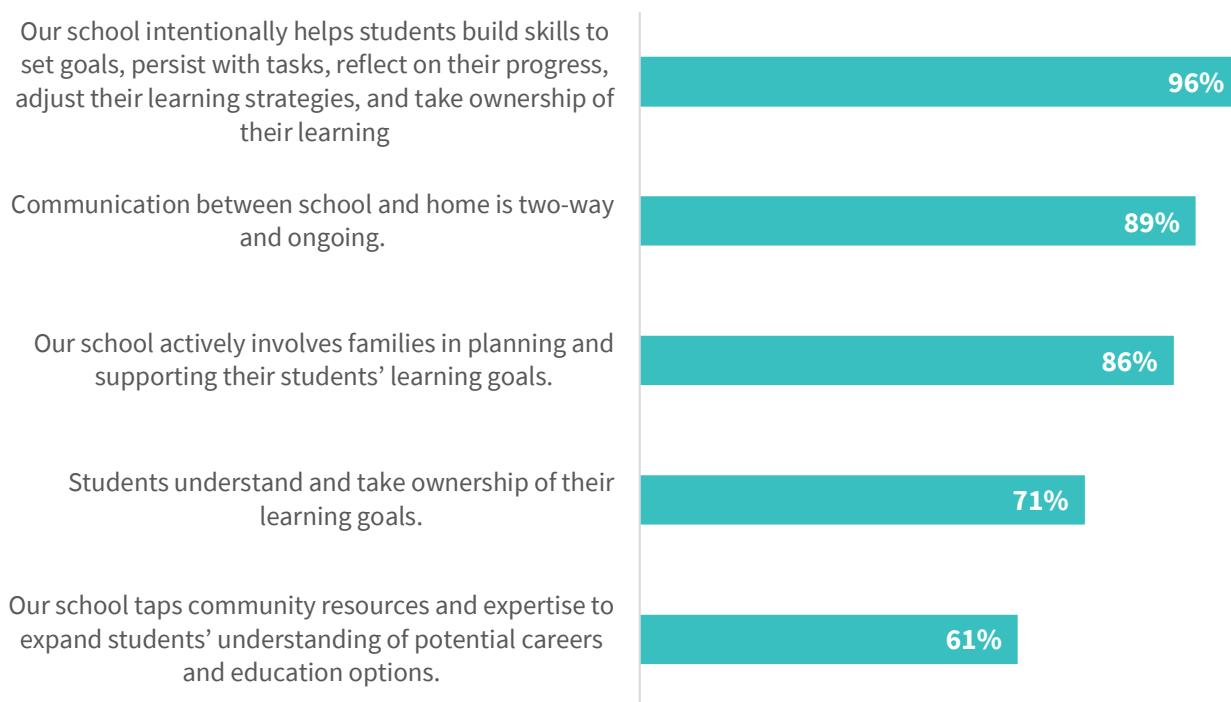 Our school intentionally helps students build skills to
set goals, persist with tasks, reflect on their progress,
adjust their learning strategies, and take ownership of
their learning
96%
Communication between school and home is two-way
and ongoing.
89%
Our school actively involves families in planning and
supporting their students’ learning goals.
86%
Students understand and take ownership of their
learning goals.
71%
Our school taps community resources and expertise to
expand students’ understanding of potential careers
and education options.
61%